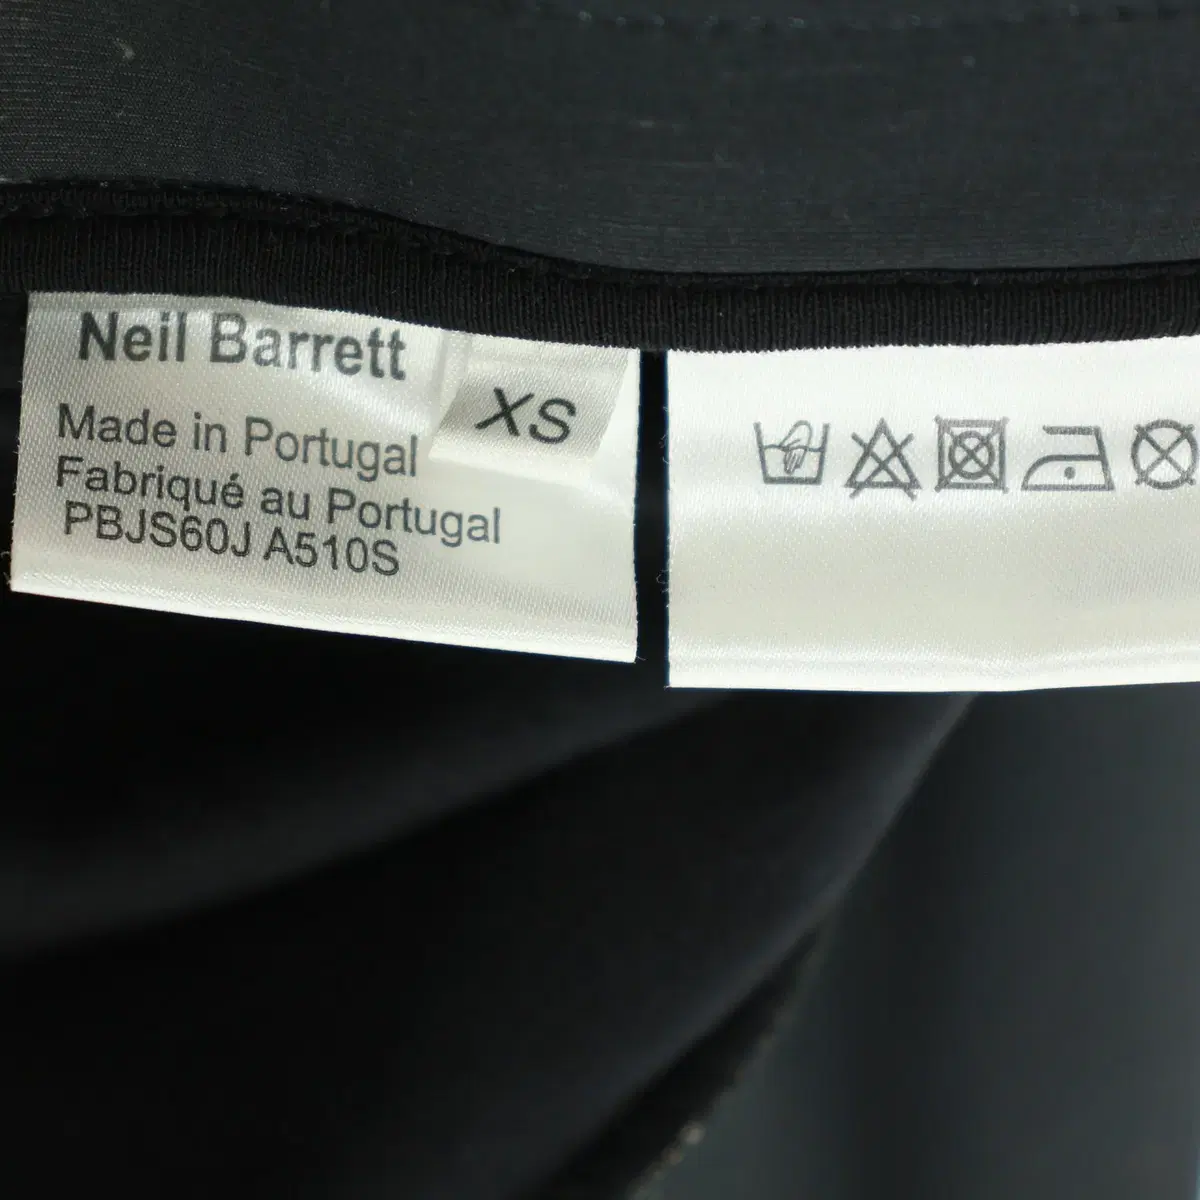 Neil Barrett
XS
Made in Portugal
Fabriqué au Portugal
PBJS60J A510S